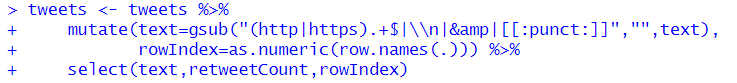 > tweets <- tweets %>%
+     mutate(text=gsub("(http|https).+$|\\n|&amp|[[:punct:]]","",text),
+            rowIndex=as.numeric(row.names(.))) %>%
+     select(text,retweetCount,rowIndex)